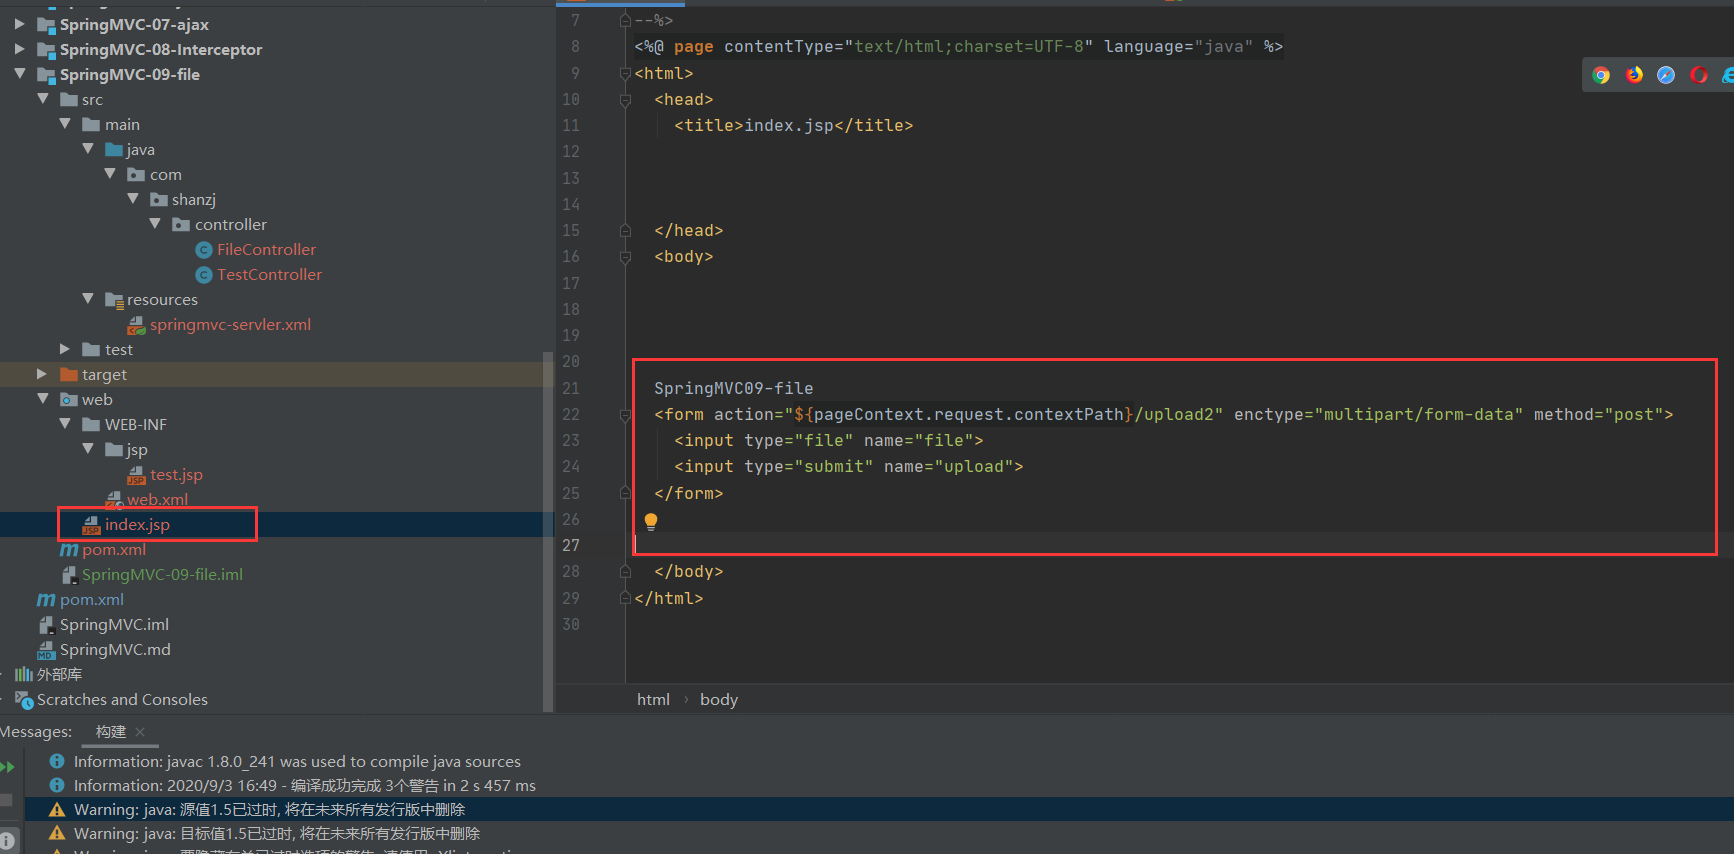 SpringMVC-07-ajax
SpringMVC-08-Interceptor
SpringMVC-09-file
src
main
java
com
shanzj
controller
FileController
TestController
resources
springmvc-servler.xml
test
target
web
WEB-INF
jsp
test.jsp
web.xml
index.jsp
pom.xml
SpringMVC-09-file.iml
pom.xml
SpringMVC.iml
SpringMVC.md
外部库
Scratches and Consoles
7 --%>
8 <%@ page contentType="text/html;charset=UTF-8" language="java" %>
9 <html>
10 <head>
11 <title>index.jsp</title>
12
13
14
15 </head>
16 <body>
17
18
19
20
21 SpringMVC09-file
22 <form action="${pageContext.request.contextPath}/upload2" enctype="multipart/form-data" method="post">
23 <input type="file" name="file">
24 <input type="submit" name="upload">
25 </form>
26
27
28 </body>
29 </html>
30
html › body
Messages: 构建
Information: javac 1.8.0_241 was used to compile java sources
Information: 2020/9/3 16:49 - 编译成功完成 3个警告 in 2 s 457 ms
Warning: java: 源值1.5已过时, 将在未来所有发行版中删除
Warning: java: 目标值1.5已过时, 将在未来所有发行版中删除